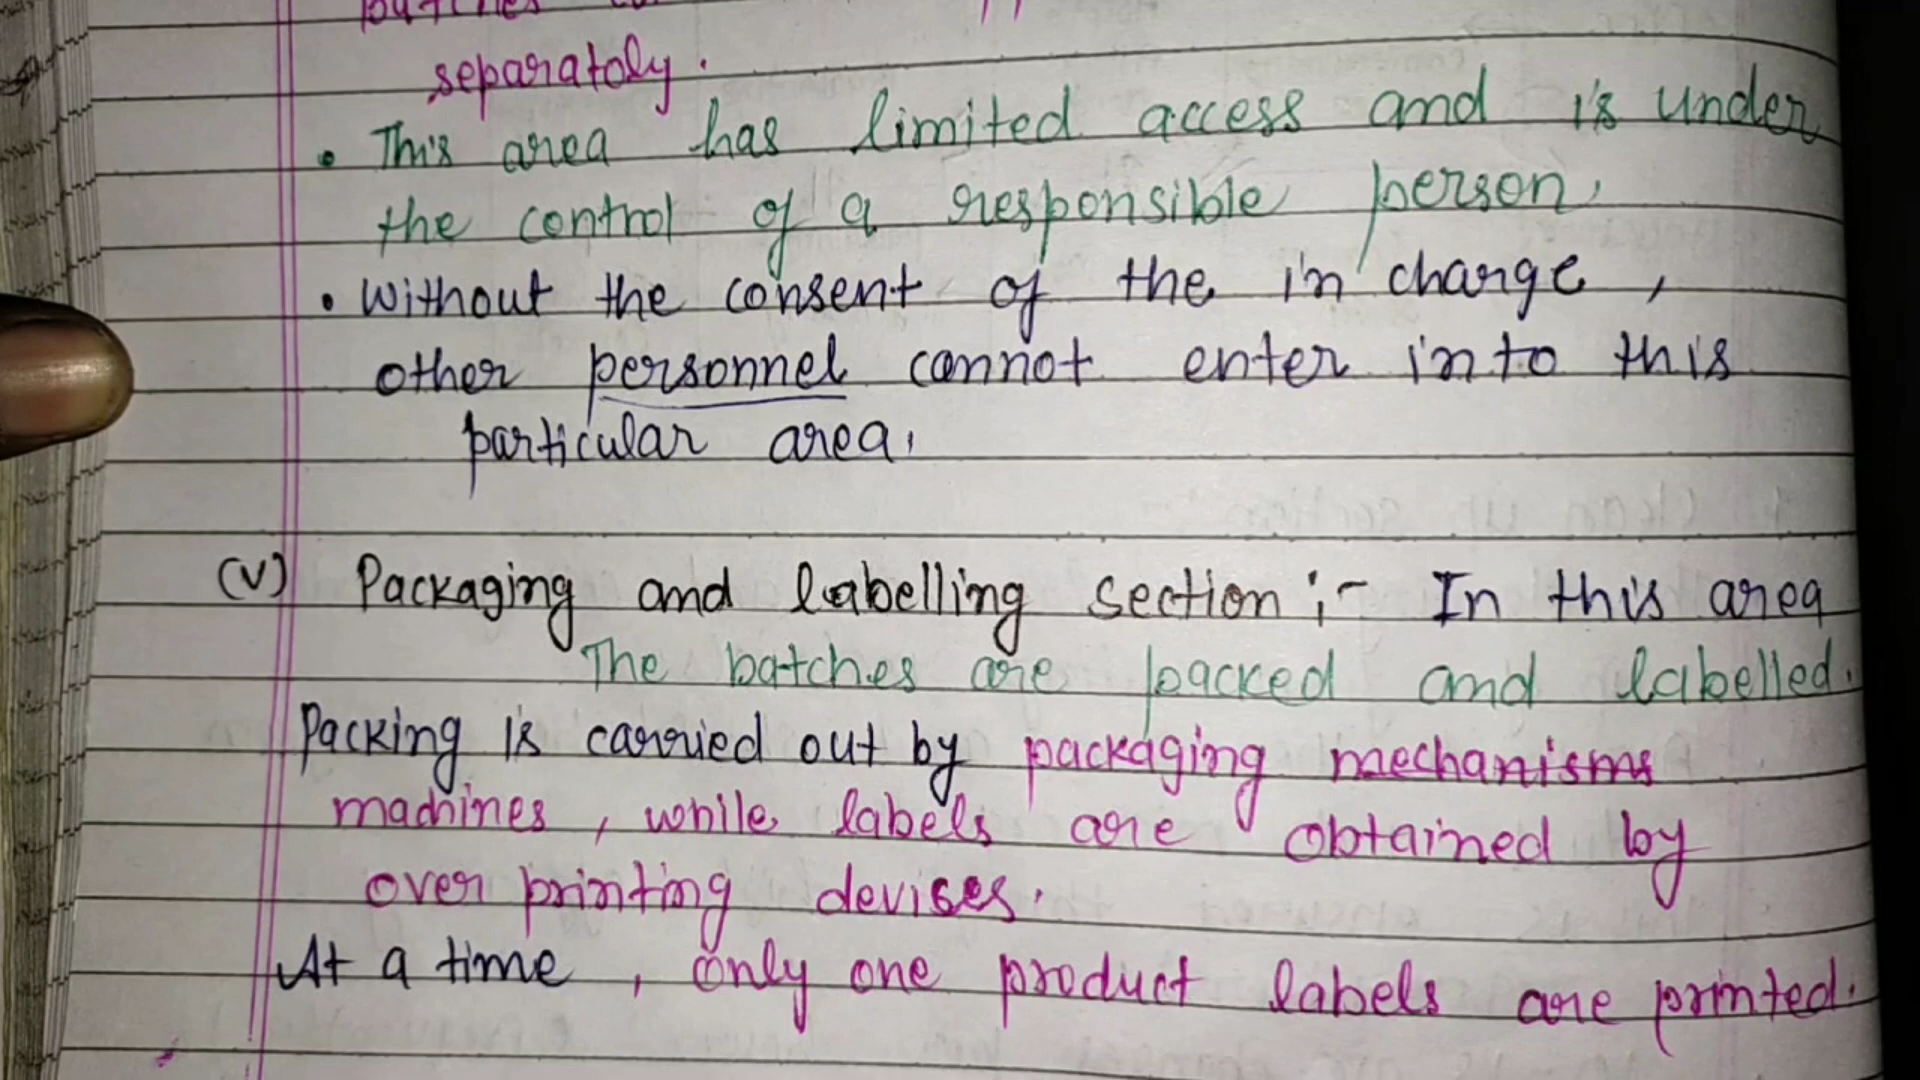 separataly.
• This area has limited access and is under
the control of a responsible person.
• Without the consent of the in charge,
other personnel cannot enter into this
particular area.
(V) Packaging and labelling section :- In this area
The batches are packed and labelled.
Packing is carried out by packaging mechanisms
machines, while labels are obtained by
over printing devises.
At a time, only one product labels are printed.